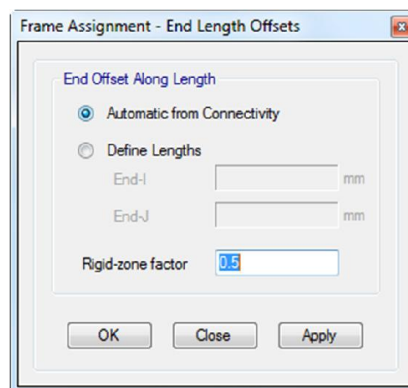 Frame Assignment - End Length Offsets
End Offset Along Length
Automatic from Connectivity
Define Lengths
End-I mm
End-J mm
Rigid-zone factor 0.5
OK Close Apply